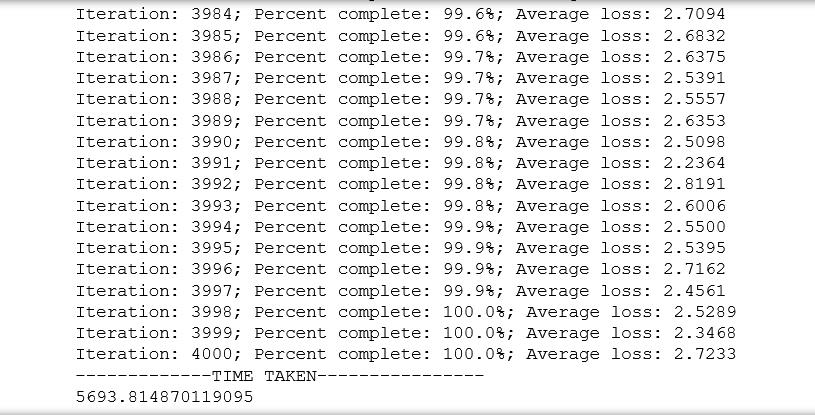 Iteration: 3984; Percent complete: 99.6%; Average loss: 2.7094
Iteration: 3985; Percent complete: 99.6%; Average loss: 2.6832
Iteration: 3986; Percent complete: 99.7%; Average loss: 2.6375
Iteration: 3987; Percent complete: 99.7%; Average loss: 2.5391
Iteration: 3988; Percent complete: 99.7%; Average loss: 2.5557
Iteration: 3989; Percent complete: 99.7%; Average loss: 2.6353
Iteration: 3990; Percent complete: 99.8%; Average loss: 2.5098
Iteration: 3991; Percent complete: 99.8%; Average loss: 2.2364
Iteration: 3992; Percent complete: 99.8%; Average loss: 2.8191
Iteration: 3993; Percent complete: 99.8%; Average loss: 2.6006
Iteration: 3994; Percent complete: 99.9%; Average loss: 2.5500
Iteration: 3995; Percent complete: 99.9%; Average loss: 2.5395
Iteration: 3996; Percent complete: 99.9%; Average loss: 2.7162
Iteration: 3997; Percent complete: 99.9%; Average loss: 2.4561
Iteration: 3998; Percent complete: 100.0%; Average loss: 2.5289
Iteration: 3999; Percent complete: 100.0%; Average loss: 2.3468
Iteration: 4000; Percent complete: 100.0%; Average loss: 2.7233
-------------TIME TAKEN----------------
5693.814870119095